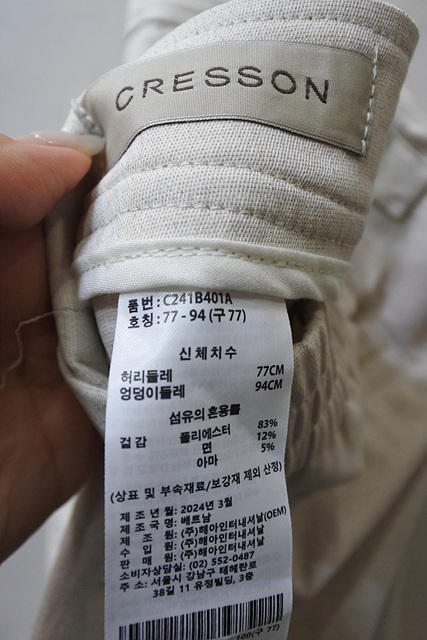 CRESSON
품번 : C241B401A
호칭 : 77 - 94 (구 77)
신체치수
허리둘레 77CM
엉덩이둘레 94CM
섬유의 혼용률
겉감 폴리에스터 83%
면 12%
아마 5%
(상표 및 부속재료/보강재 제외 산정)
제 조 년 월: 2024년 3월
제 조 국 명: 베트남
제 조 원: (주)해아인터내셔날(OEM)
수 입 원: (주)해아인터내셔날
판 매 원: (주)해아인터내셔날
소비자상담실: (02) 552-0487
주 소: 서울시 강남구 테헤란로
38길 11 유정빌딩, 3층
100(구 77)